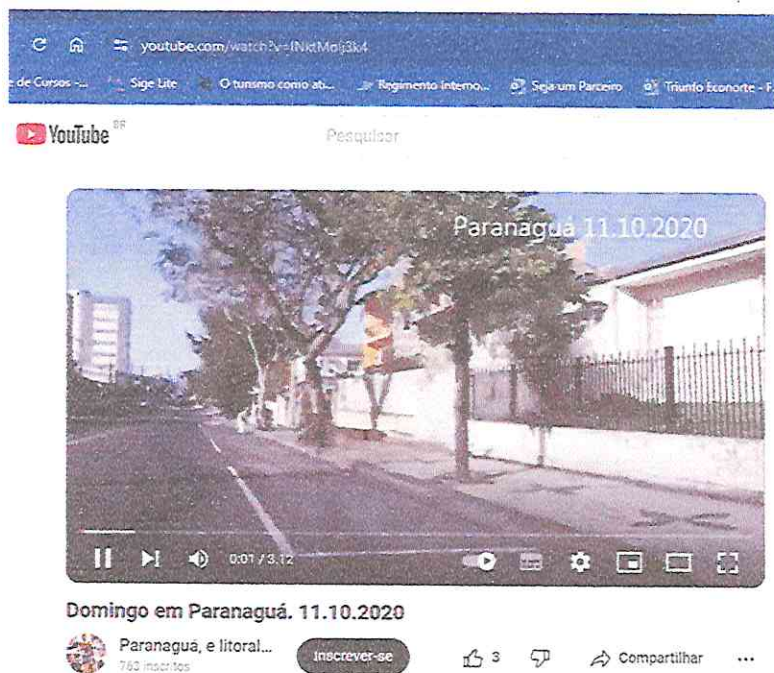 youtube.com/watch?v=INktMolj3k4
e de Cursos -... Sige Lite O turismo como ati... Regimento Interno... Seja um Parceiro Triunfo Econorte - F
YouTube BR
Pesquisar
Paranaguá 11.10.2020
0:01 / 3:12
Domingo em Paranaguá. 11.10.2020
Paranaguá, e litoral...
763 inscritos
Inscrever-se
3
Compartilhar